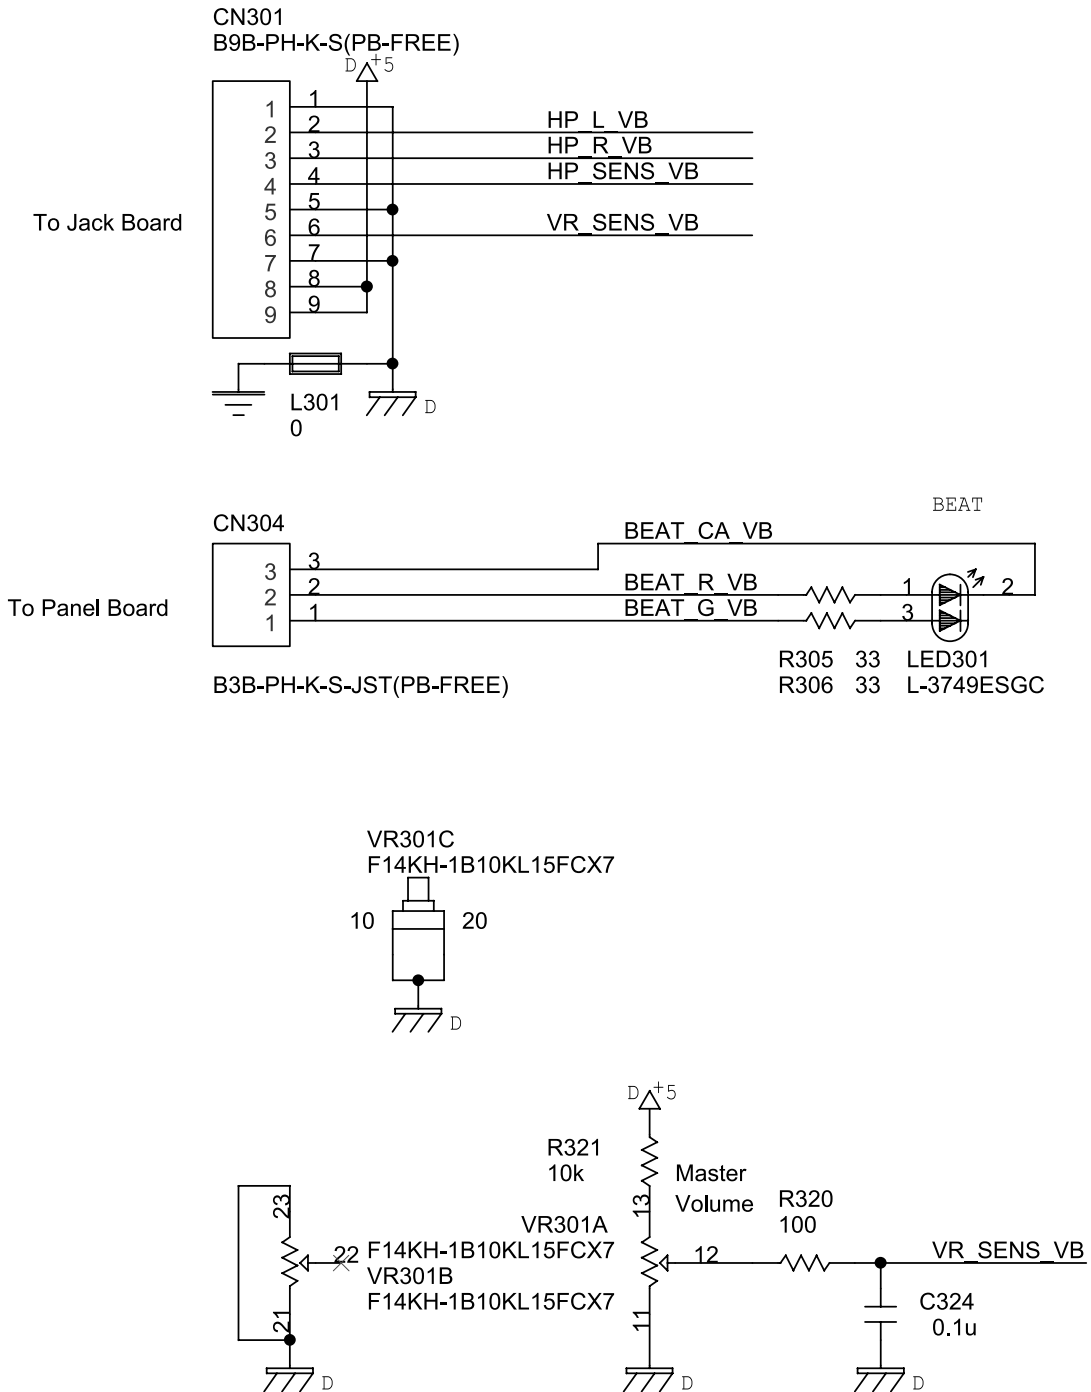 CN301
B9B-PH-K-S(PB-FREE)
D +5
1 1
2 2 HP_L_VB
3 3 HP_R_VB
4 4 HP_SENS_VB
5 5
To Jack Board
6 6 VR_SENS_VB
7 7
8 8
9 9
L301
0
D
BEAT
CN304
BEAT_CA_VB
3 3
2 2 BEAT_R_VB 1 2
To Panel Board
1 1 BEAT_G_VB 3
R305 33 LED301
B3B-PH-K-S-JST(PB-FREE)
R306 33 L-3749ESGC
VR301C
F14KH-1B10KL15FCX7
10 20
D
D +5
R321
10k
Master
Volume
23
13
R320
100
VR301A
22 F14KH-1B10KL15FCX7
12
VR_SENS_VB
VR301B
F14KH-1B10KL15FCX7
21
11
C324
0.1u
D
D
D